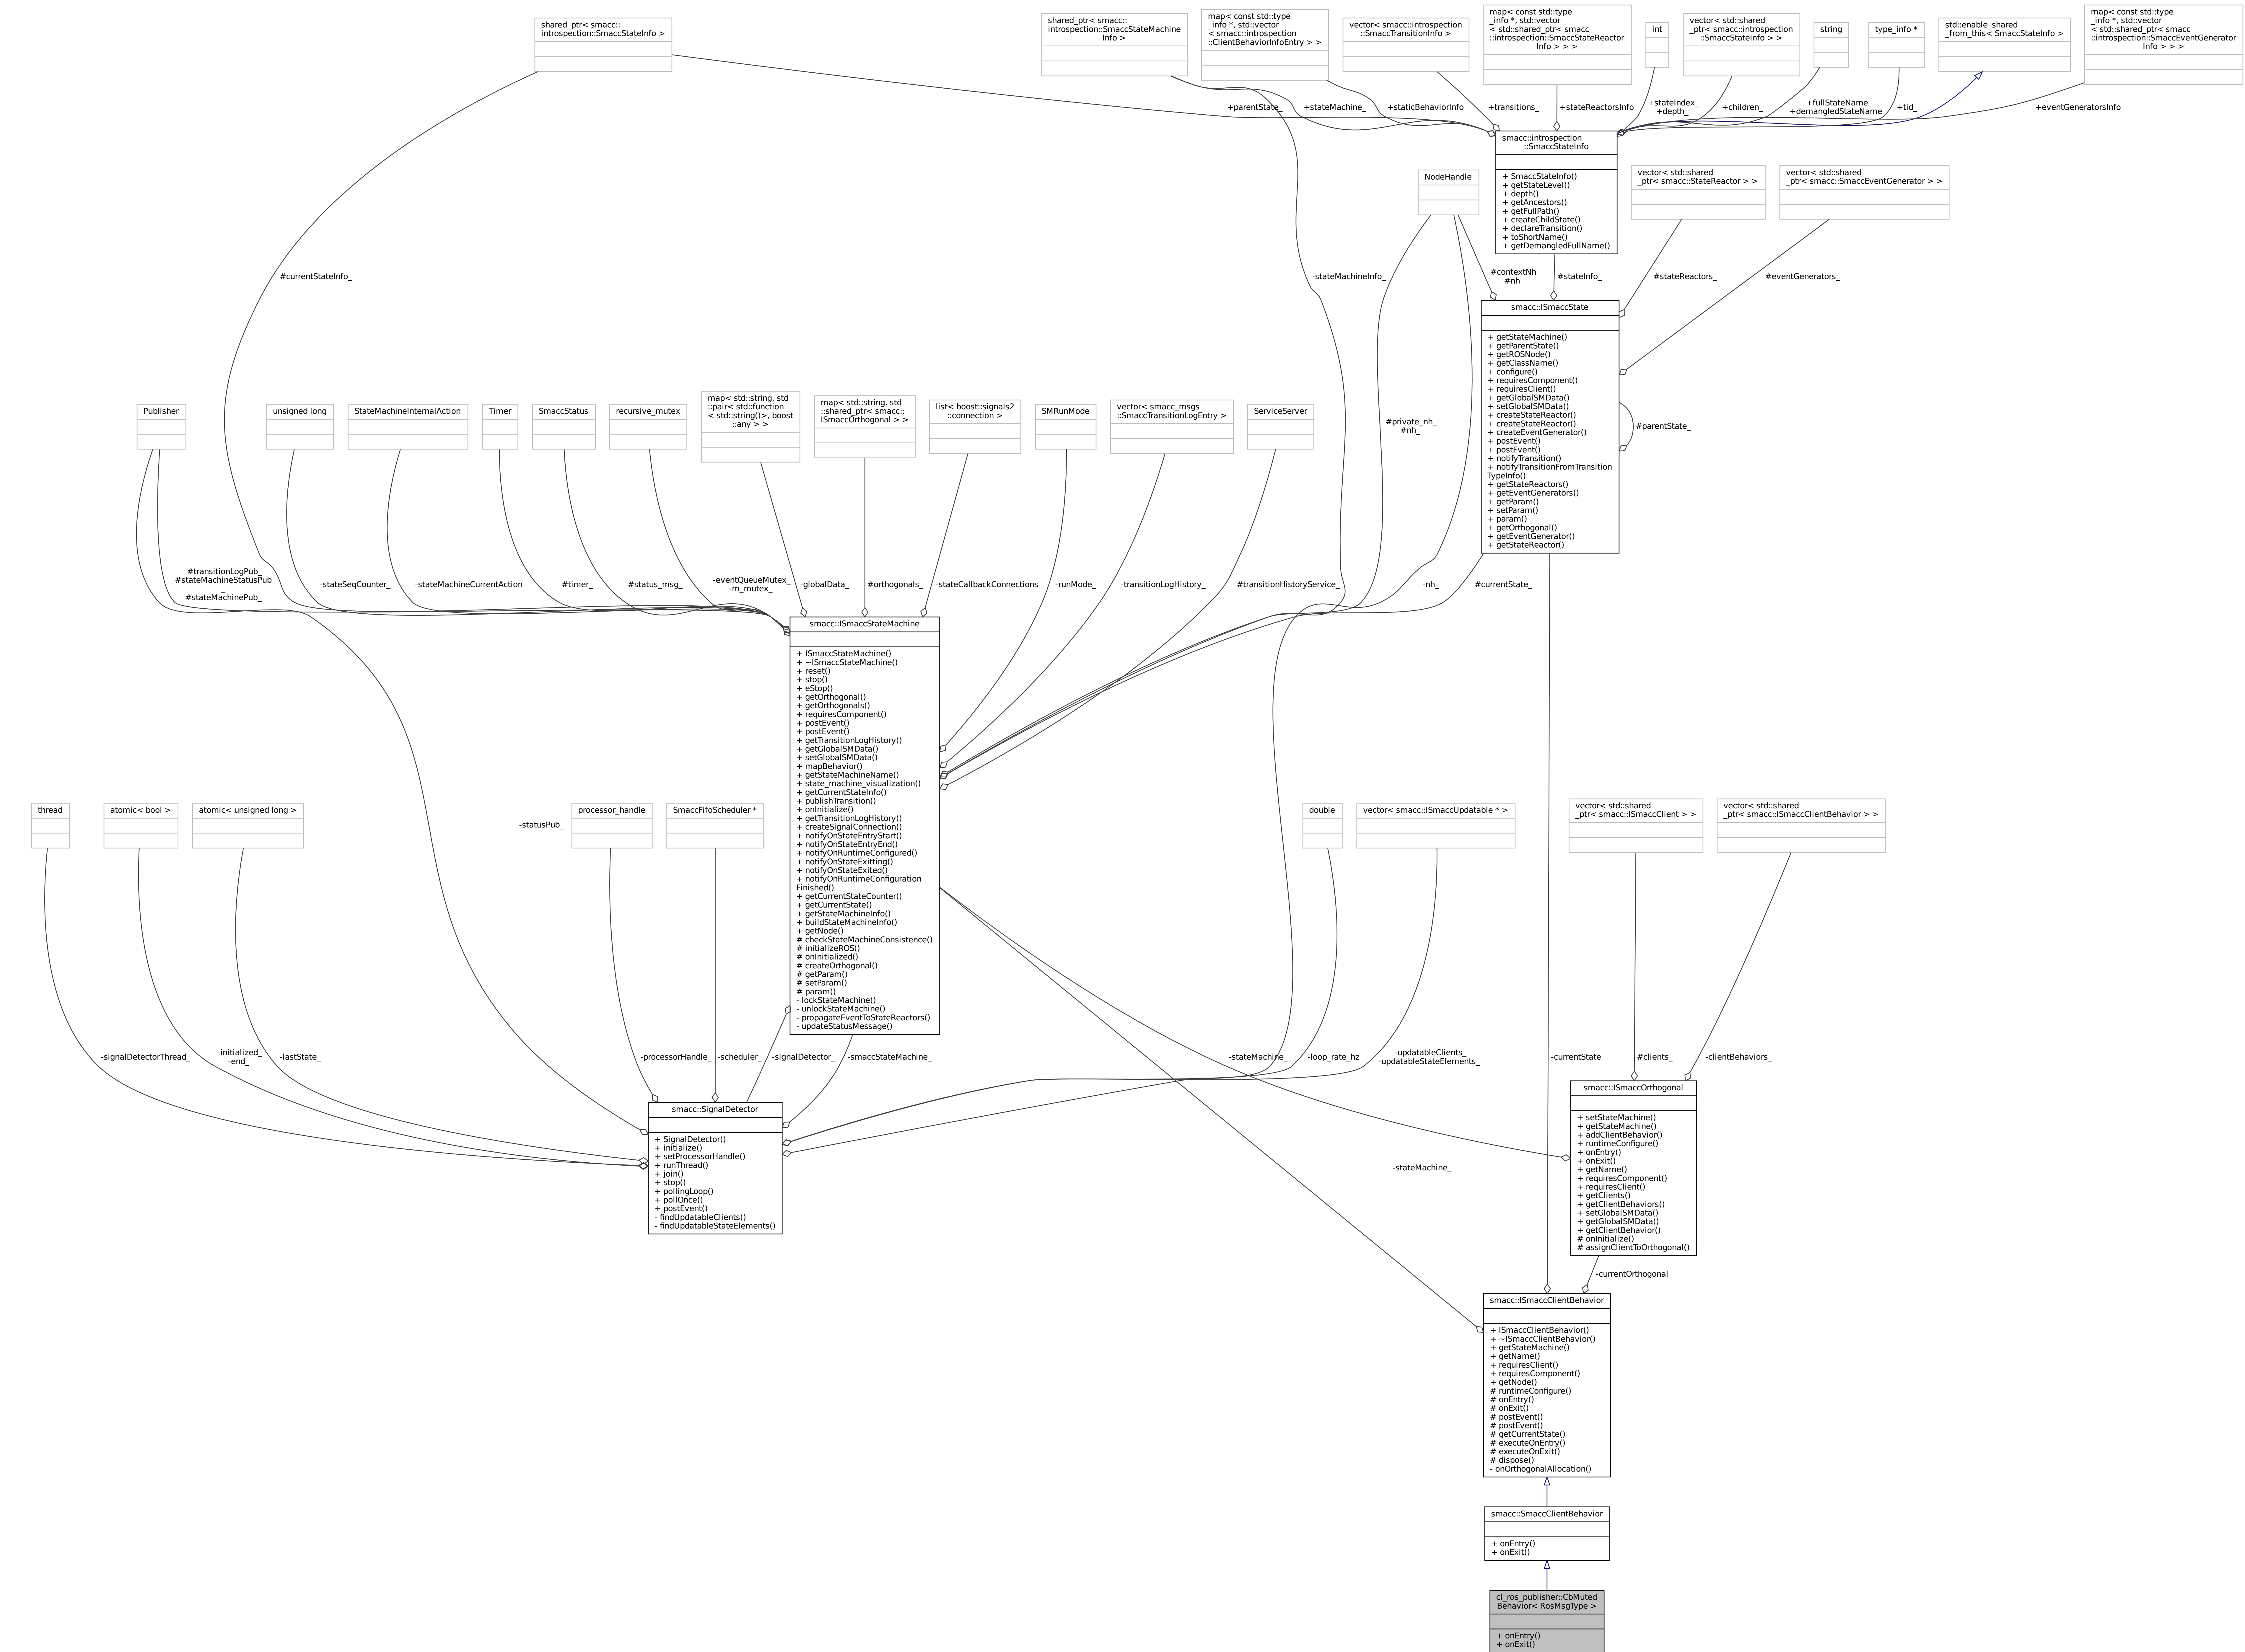 shared_ptr< smacc::
introspection::SmaccStateInfo >
shared_ptr< smacc::
introspection::SmaccStateMachine
Info >
map< const std::type
_info *, std::vector
< smacc::introspection
::ClientBehaviorInfoEntry > >
vector< smacc::introspection
::SmaccTransitionInfo >
map< const std::type
_info *, std::vector
< std::shared_ptr< smacc
::introspection::SmaccStateReactor
Info > > >
int
vector< std::shared
_ptr< smacc::introspection
::SmaccStateInfo > >
string
type_info *
std::enable_shared
_from_this< SmaccStateInfo >
map< const std::type
_info *, std::vector
< std::shared_ptr< smacc
::introspection::SmaccEventGenerator
Info > > >
+parentState_
+stateMachine_
+staticBehaviorInfo
+transitions_
+stateReactorsInfo
+stateIndex_
+depth_
+children_
+fullStateName
+demangledStateName
+tid_
+eventGeneratorsInfo
smacc::introspection
::SmaccStateInfo
+ SmaccStateInfo()
+ getStateLevel()
+ depth()
+ getAncestors()
+ getFullPath()
+ createChildState()
+ declareTransition()
+ toShortName()
+ getDemangledFullName()
NodeHandle
vector< std::shared
_ptr< smacc::StateReactor > >
vector< std::shared
_ptr< smacc::SmaccEventGenerator > >
#currentStateInfo_
-stateMachineInfo_
#contextNh
#nh
#stateInfo_
#stateReactors_
#eventGenerators_
smacc::ISmaccState
+ getStateMachine()
+ getParentState()
+ getROSNode()
+ getClassName()
+ configure()
+ requiresComponent()
+ requiresClient()
+ getGlobalSMData()
+ setGlobalSMData()
+ createStateReactor()
+ createStateReactor()
+ createEventGenerator()
+ postEvent()
+ postEvent()
+ notifyTransition()
+ notifyTransitionFromTransition
TypeInfo()
+ getStateReactors()
+ getEventGenerators()
+ getParam()
+ setParam()
+ param()
+ getOrthogonal()
+ getEventGenerator()
+ getStateReactor()
#parentState_
#private_nh_
#nh_
Publisher
unsigned long
StateMachineInternalAction
Timer
SmaccStatus
recursive_mutex
map< std::string, std
::pair< std::function
< std::string()>, boost
::any > >
map< std::string, std
::shared_ptr< smacc::
ISmaccOrthogonal > >
list< boost::signals2
::connection >
SMRunMode
vector< smacc_msgs
::SmaccTransitionLogEntry >
ServiceServer
#transitionLogPub_
#stateMachineStatusPub
_
#stateMachinePub_
-stateSeqCounter_
-stateMachineCurrentAction
#timer_
#status_msg_
-eventQueueMutex_
-m_mutex_
-globalData_
#orthogonals_
-stateCallbackConnections
-runMode_
-transitionLogHistory_
#transitionHistoryService_
-nh_
#currentState_
smacc::ISmaccStateMachine
+ ISmaccStateMachine()
+ ~ISmaccStateMachine()
+ reset()
+ stop()
+ eStop()
+ getOrthogonal()
+ getOrthogonals()
+ requiresComponent()
+ postEvent()
+ postEvent()
+ getTransitionLogHistory()
+ getGlobalSMData()
+ setGlobalSMData()
+ mapBehavior()
+ getStateMachineName()
+ state_machine_visualization()
+ getCurrentStateInfo()
+ publishTransition()
+ onInitialize()
+ getTransitionLogHistory()
+ createSignalConnection()
+ notifyOnStateEntryStart()
+ notifyOnStateEntryEnd()
+ notifyOnRuntimeConfigured()
+ notifyOnStateExitting()
+ notifyOnStateExited()
+ notifyOnRuntimeConfiguration
Finished()
+ getCurrentStateCounter()
+ getCurrentState()
+ getStateMachineInfo()
+ buildStateMachineInfo()
+ getNode()
# checkStateMachineConsistence()
# initializeROS()
# onInitialized()
# createOrthogonal()
# getParam()
# setParam()
# param()
- lockStateMachine()
- unlockStateMachine()
- propagateEventToStateReactors()
- updateStatusMessage()
thread
atomic< bool >
atomic< unsigned long >
-statusPub_
processor_handle
SmaccFifoScheduler *
double
vector< smacc::ISmaccUpdatable * >
vector< std::shared
_ptr< smacc::ISmaccClient > >
vector< std::shared
_ptr< smacc::ISmaccClientBehavior > >
-signalDetectorThread_
-initialized_
-end_
-lastState_
-processorHandle_
-scheduler_
-signalDetector_
-smaccStateMachine_
-stateMachine_
-loop_rate_hz
-updatableClients_
-updatableStateElements_
-currentState
#clients_
-clientBehaviors_
smacc::SignalDetector
+ SignalDetector()
+ initialize()
+ setProcessorHandle()
+ runThread()
+ join()
+ stop()
+ pollingLoop()
+ pollOnce()
+ postEvent()
- findUpdatableClients()
- findUpdatableStateElements()
smacc::ISmaccOrthogonal
+ setStateMachine()
+ getStateMachine()
+ addClientBehavior()
+ runtimeConfigure()
+ onEntry()
+ onExit()
+ getName()
+ requiresComponent()
+ requiresClient()
+ getClients()
+ getClientBehaviors()
+ setGlobalSMData()
+ getGlobalSMData()
+ getClientBehavior()
# onInitialize()
# assignClientToOrthogonal()
-stateMachine_
-currentOrthogonal
smacc::ISmaccClientBehavior
+ ISmaccClientBehavior()
+ ~ISmaccClientBehavior()
+ getStateMachine()
+ getName()
+ requiresClient()
+ requiresComponent()
+ getNode()
# runtimeConfigure()
# onEntry()
# onExit()
# postEvent()
# postEvent()
# getCurrentState()
# executeOnEntry()
# executeOnExit()
# dispose()
- onOrthogonalAllocation()
smacc::SmaccClientBehavior
+ onEntry()
+ onExit()
cl_ros_publisher::CbMuted
Behavior< RosMsgType >
+ onEntry()
+ onExit()